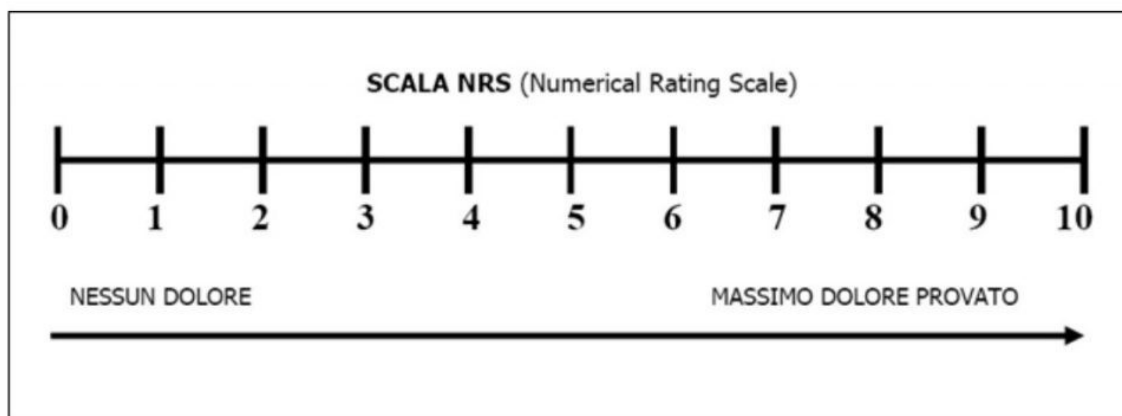 SCALA NRS (Numerical Rating Scale)
0 1 2 3 4 5 6 7 8 9 10
NESSUN DOLORE MASSIMO DOLORE PROVATO